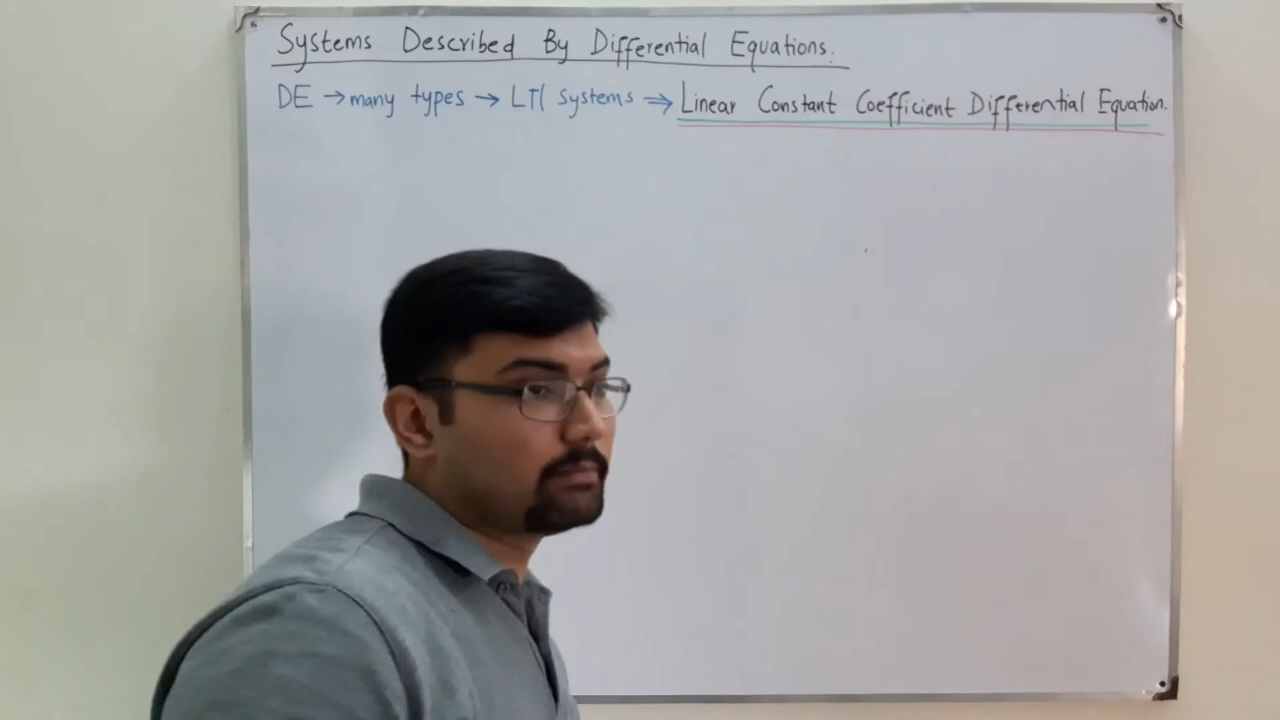 Systems Described By Differential Equations.
DE → many types → LTI systems ⇒ Linear Constant Coefficient Differential Equation.